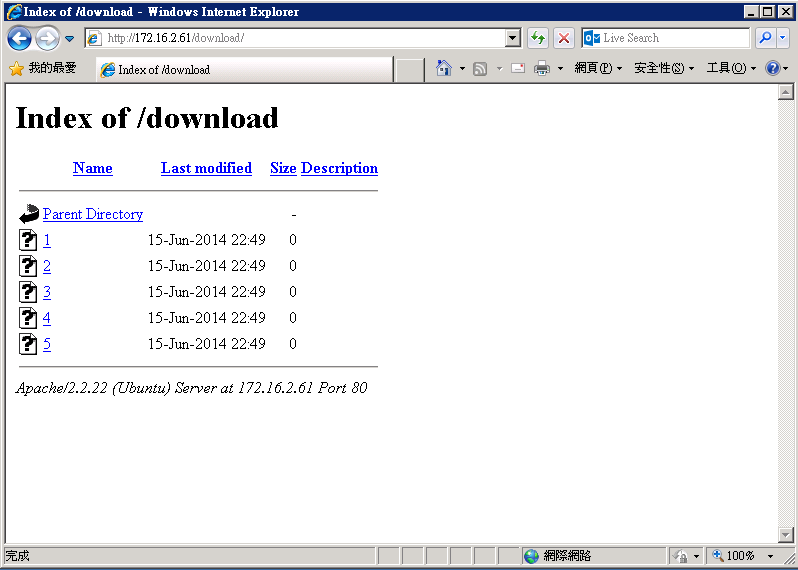 Index of /download - Windows Internet Explorer
http://172.16.2.61/download/
Live Search
我的最愛
Index of /download
網頁(P)
安全性(S)
工具(O)
Index of /download
Name Last modified Size Description
Parent Directory -
1 15-Jun-2014 22:49 0
2 15-Jun-2014 22:49 0
3 15-Jun-2014 22:49 0
4 15-Jun-2014 22:49 0
5 15-Jun-2014 22:49 0
Apache/2.2.22 (Ubuntu) Server at 172.16.2.61 Port 80
完成
網際網路
100%